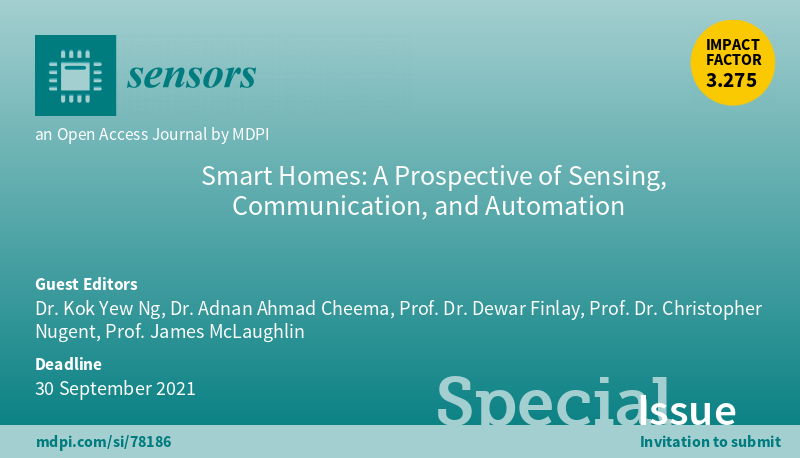 sensors
IMPACT
FACTOR
3.275
an Open Access Journal by MDPI
Smart Homes: A Prospective of Sensing,
Communication, and Automation
Guest Editors
Dr. Kok Yew Ng, Dr. Adnan Ahmad Cheema, Prof. Dr. Dewar Finlay, Prof. Dr. Christopher
Nugent, Prof. James McLaughlin
Deadline
30 September 2021
Special
Issue
mdpi.com/si/78186
Invitation to submit